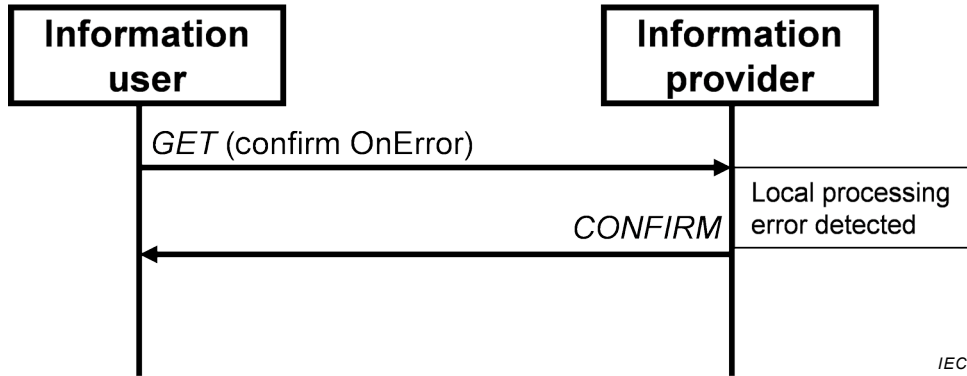 Information
user
Information
provider
GET (confirm OnError)
Local processing
error detected
CONFIRM
IEC